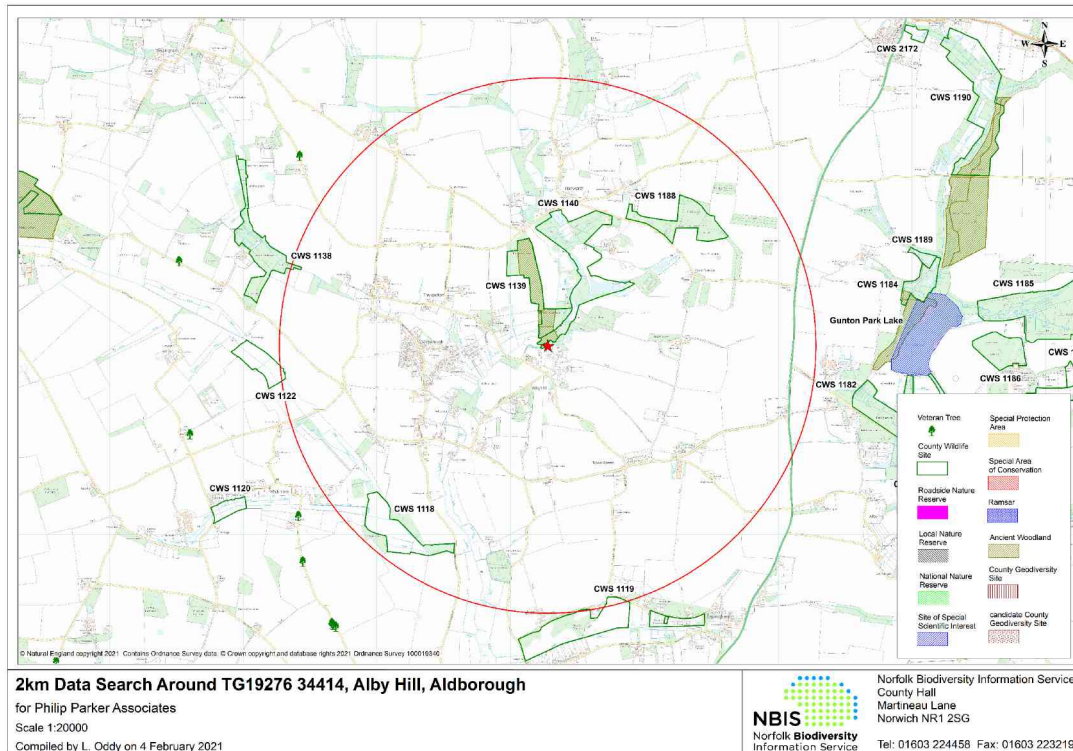 CWS 2172
N
W E
S
CWS 1190
CWS 1188
CWS 1140
CWS 1138
CWS 1139
CWS 1189
CWS 1184
CWS 1185
Gunton Park Lake
CWS 1122
CWS 1182
CWS 1186
CWS 1120
CWS 1118
CWS 1119
Veteran Tree
County Wildlife
Site
Roadside Nature
Reserve
Local Nature
Reserve
National Nature
Reserve
Site of Special
Scientific Interest
Special Protection
Area
Special Area
of Conservation
Ramsar
Ancient Woodland
County Geodiversity
Site
candidate County
Geodiversity Site
© Natural England copyright 2021 Contains Ordnance Survey data © Crown copyright and database rights 2021 Ordnance Survey 100019340
2km Data Search Around TG19276 34414, Alby Hill, Aldborough
for Philip Parker Associates
Scale 1:20000
Compiled by L. Oddy on 4 February 2021
NBIS
Norfolk Biodiversity
Information Service
Norfolk Biodiversity Information Service
County Hall
Martineau Lane
Norwich NR1 2SG
Tel: 01603 224458 Fax: 01603 223219